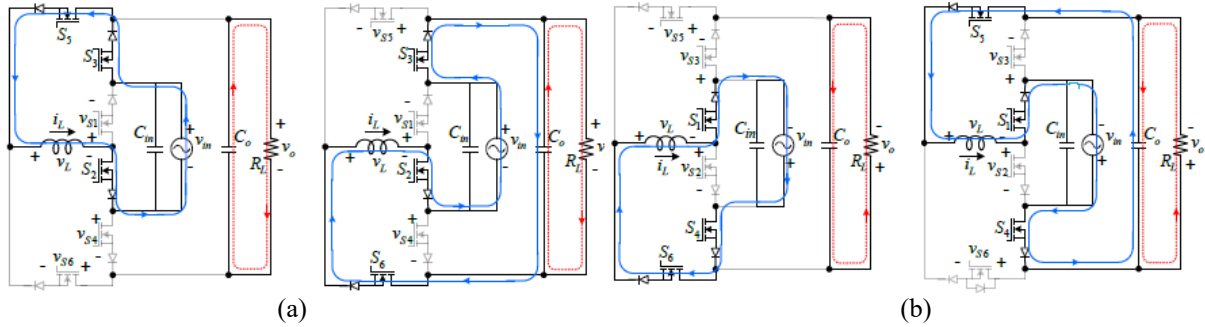 S5
S3
vS1
iL
vL
S2
Cin
vin
Co
RL
vo
vS4
vS6
vS5
S3
vS1
iL
vL
S2
Cin
vin
Co
RL
v
vS4
S6
(a)
vS5
vS3
S1
vL
iL
vS2
Cin
vin
Co
RL
vo
S4
S6
S5
vS3
S1
vL
iL
vS2
Cin
vin
Co
RL
vo
S4
vS6
(b)